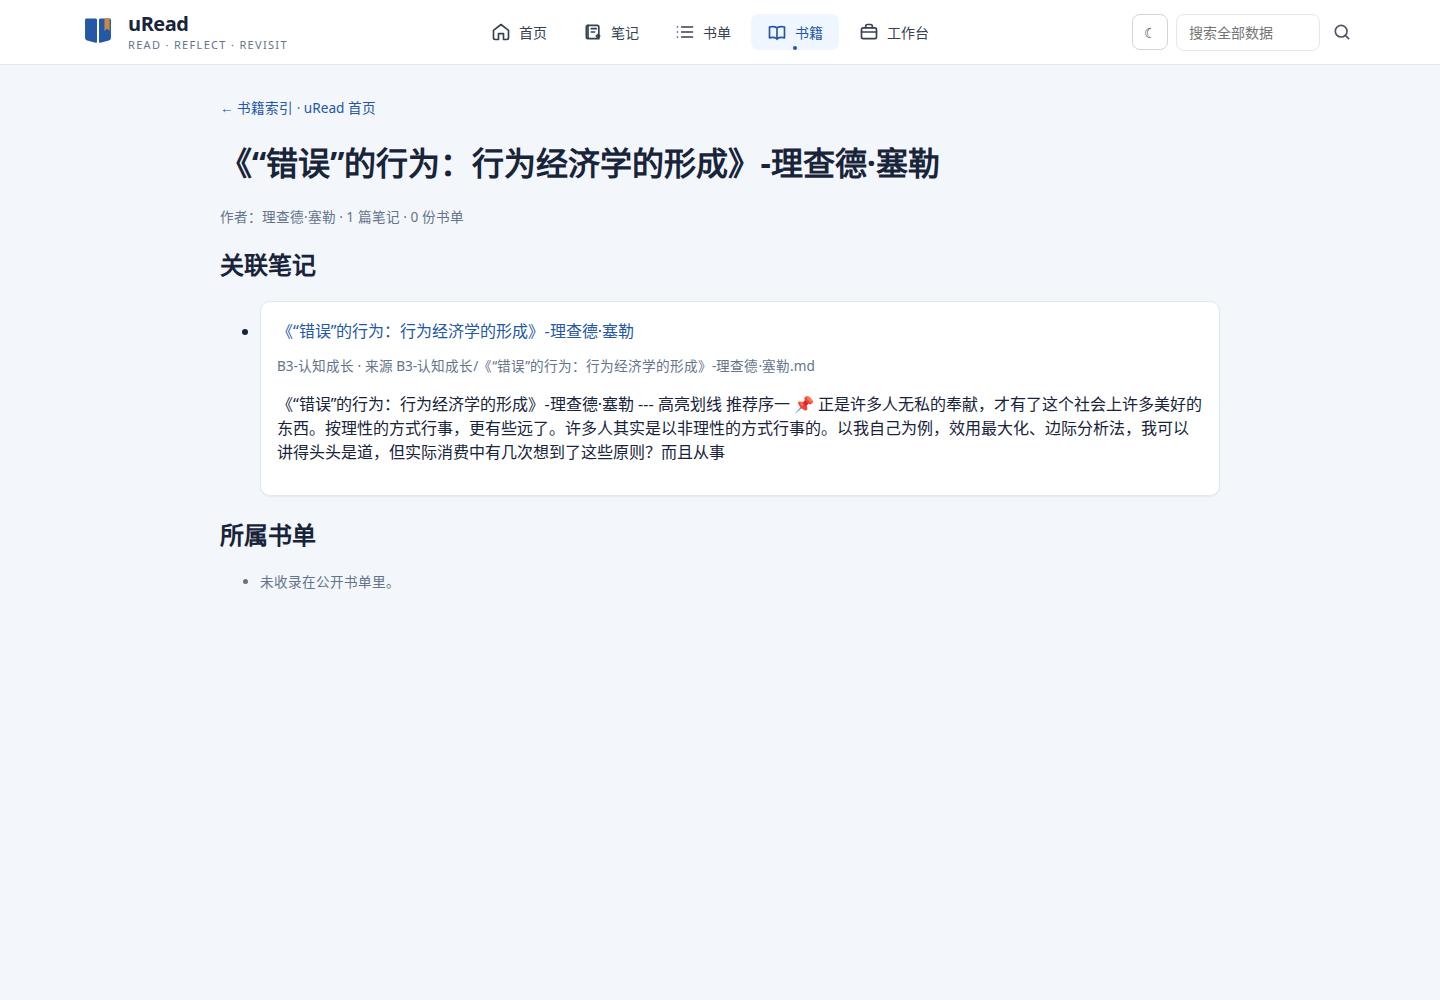 uRead
READ · REFLECT · REVISIT
首页
笔记
书单
书籍
工作台
搜索全部数据
← 书籍索引 · uRead 首页
《“错误”的行为：行为经济学的形成》-理查德·塞勒
作者：理查德·塞勒 · 1 篇笔记 · 0 份书单
关联笔记
《“错误”的行为：行为经济学的形成》-理查德·塞勒
B3-认知成长 · 来源 B3-认知成长/《“错误”的行为：行为经济学的形成》-理查德·塞勒.md
《“错误”的行为：行为经济学的形成》-理查德·塞勒 --- 高亮划线 推荐序一 📌 正是许多人无私的奉献，才有了这个社会上许多美好的
东西。按理性的方式行事，更有些远了。许多人其实是以非理性的方式行事的。以我自己为例，效用最大化、边际分析法，我可以
讲得头头是道，但实际消费中有几次想到了这些原则？而且从事
所属书单
未收录在公开书单里。